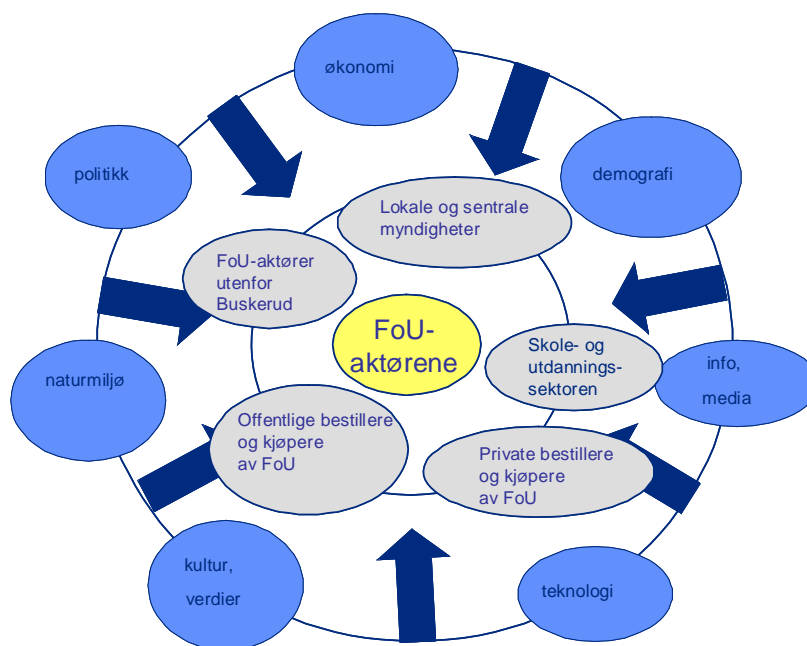 økonomi
politikk
demografi
Lokale og sentrale
myndigheter
FoU-aktører
utenfor
Buskerud
FoU-
aktørene
Skole- og
utdannings-
sektoren
naturmiljø
info,
media
Offentlige bestillere
og kjøpere
av FoU
Private bestillere
og kjøpere
av FoU
kultur,
verdier
teknologi